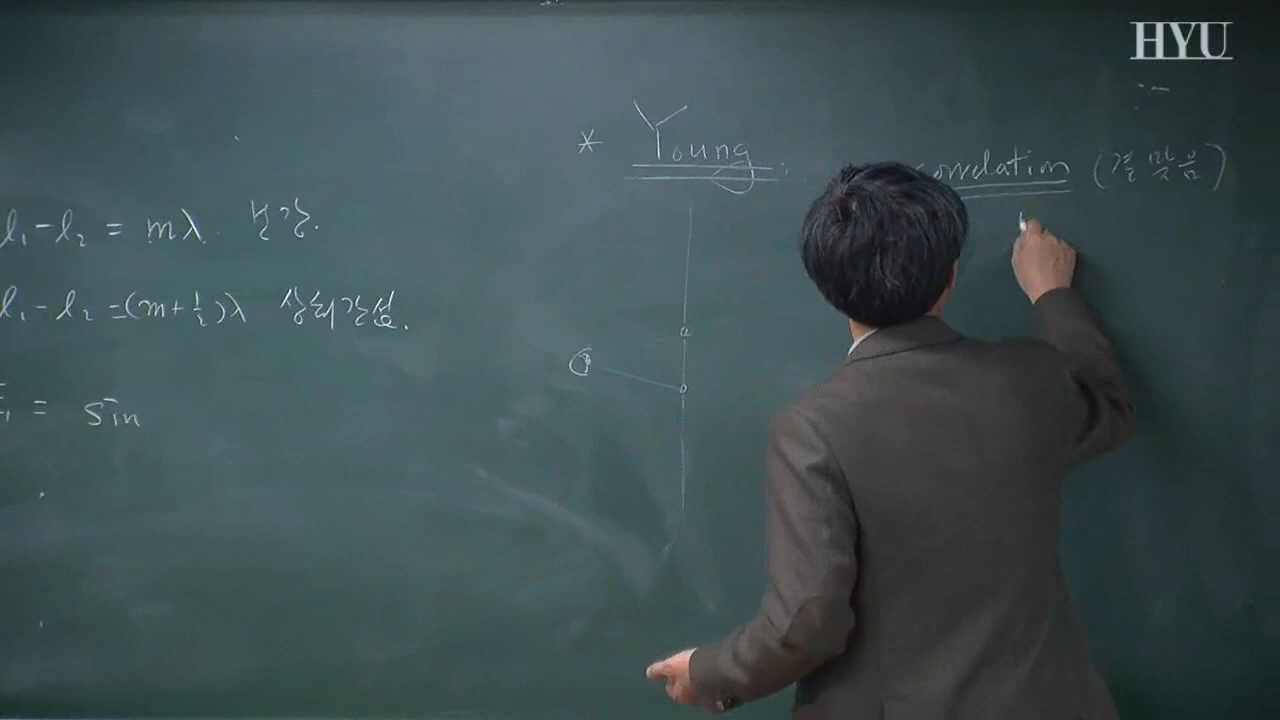 HYU
* Young
correlation (결맞음)
l₁ - l₂ = mλ. 보강.
l₁ - l₂ = (m + 1/2)λ 상쇄간섭.
E₁ = sin